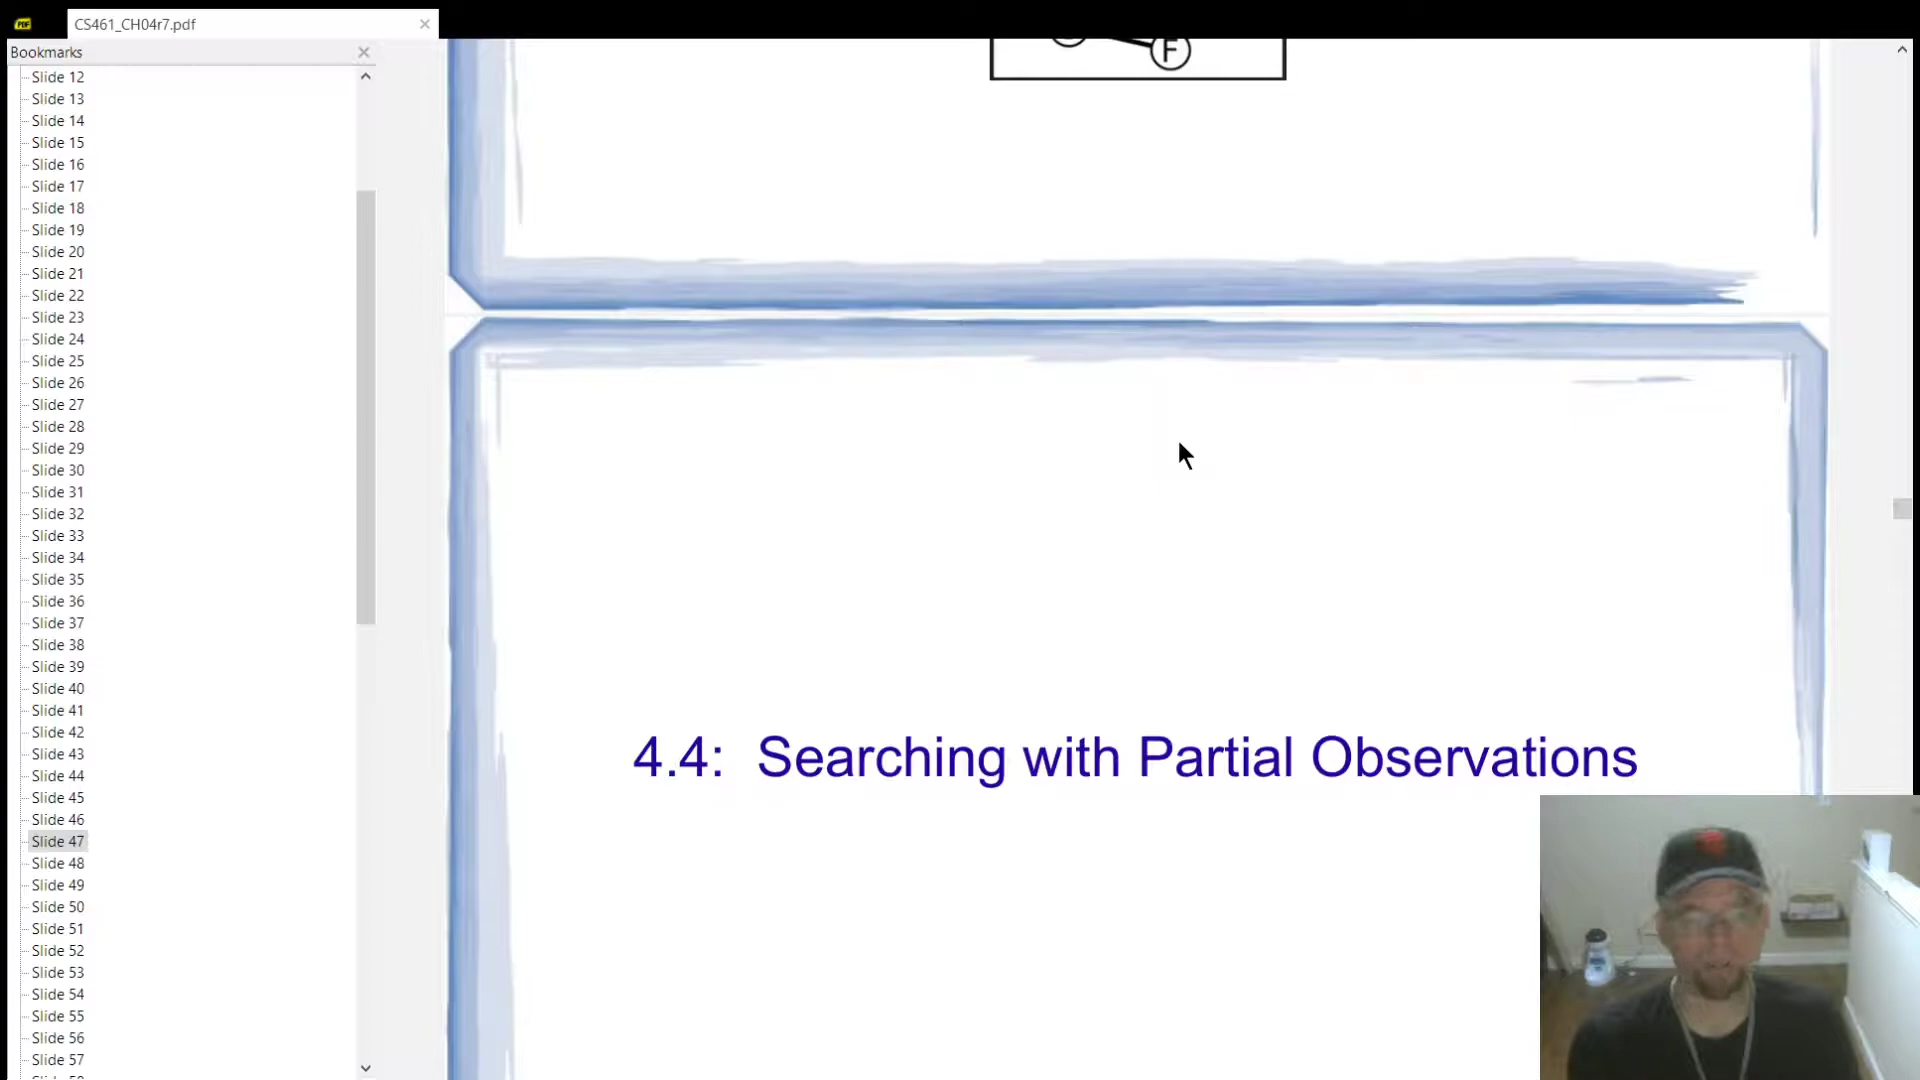 PDF
CS461_CH04r7.pdf
Bookmarks
Slide 12
Slide 13
Slide 14
Slide 15
Slide 16
Slide 17
Slide 18
Slide 19
Slide 20
Slide 21
Slide 22
Slide 23
Slide 24
Slide 25
Slide 26
Slide 27
Slide 28
Slide 29
Slide 30
Slide 31
Slide 32
Slide 33
Slide 34
Slide 35
Slide 36
Slide 37
Slide 38
Slide 39
Slide 40
Slide 41
Slide 42
Slide 43
Slide 44
Slide 45
Slide 46
Slide 47
Slide 48
Slide 49
Slide 50
Slide 51
Slide 52
Slide 53
Slide 54
Slide 55
Slide 56
Slide 57
F
4.4: Searching with Partial Observations